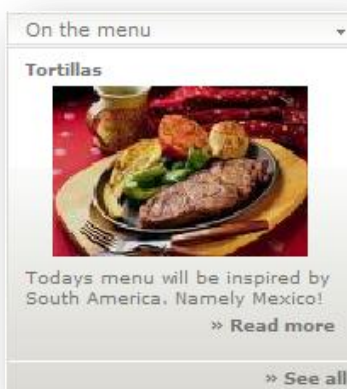 On the menu
Tortillas
Todays menu will be inspired by
South America. Namely Mexico!
» Read more
» See all